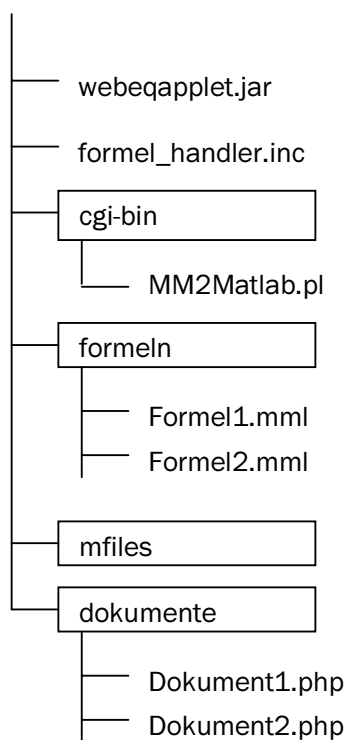 webeqapplet.jar
formel_handler.inc
cgi-bin
MM2Matlab.pl
formeln
Formel1.mml
Formel2.mml
mfiles
dokumente
Dokument1.php
Dokument2.php